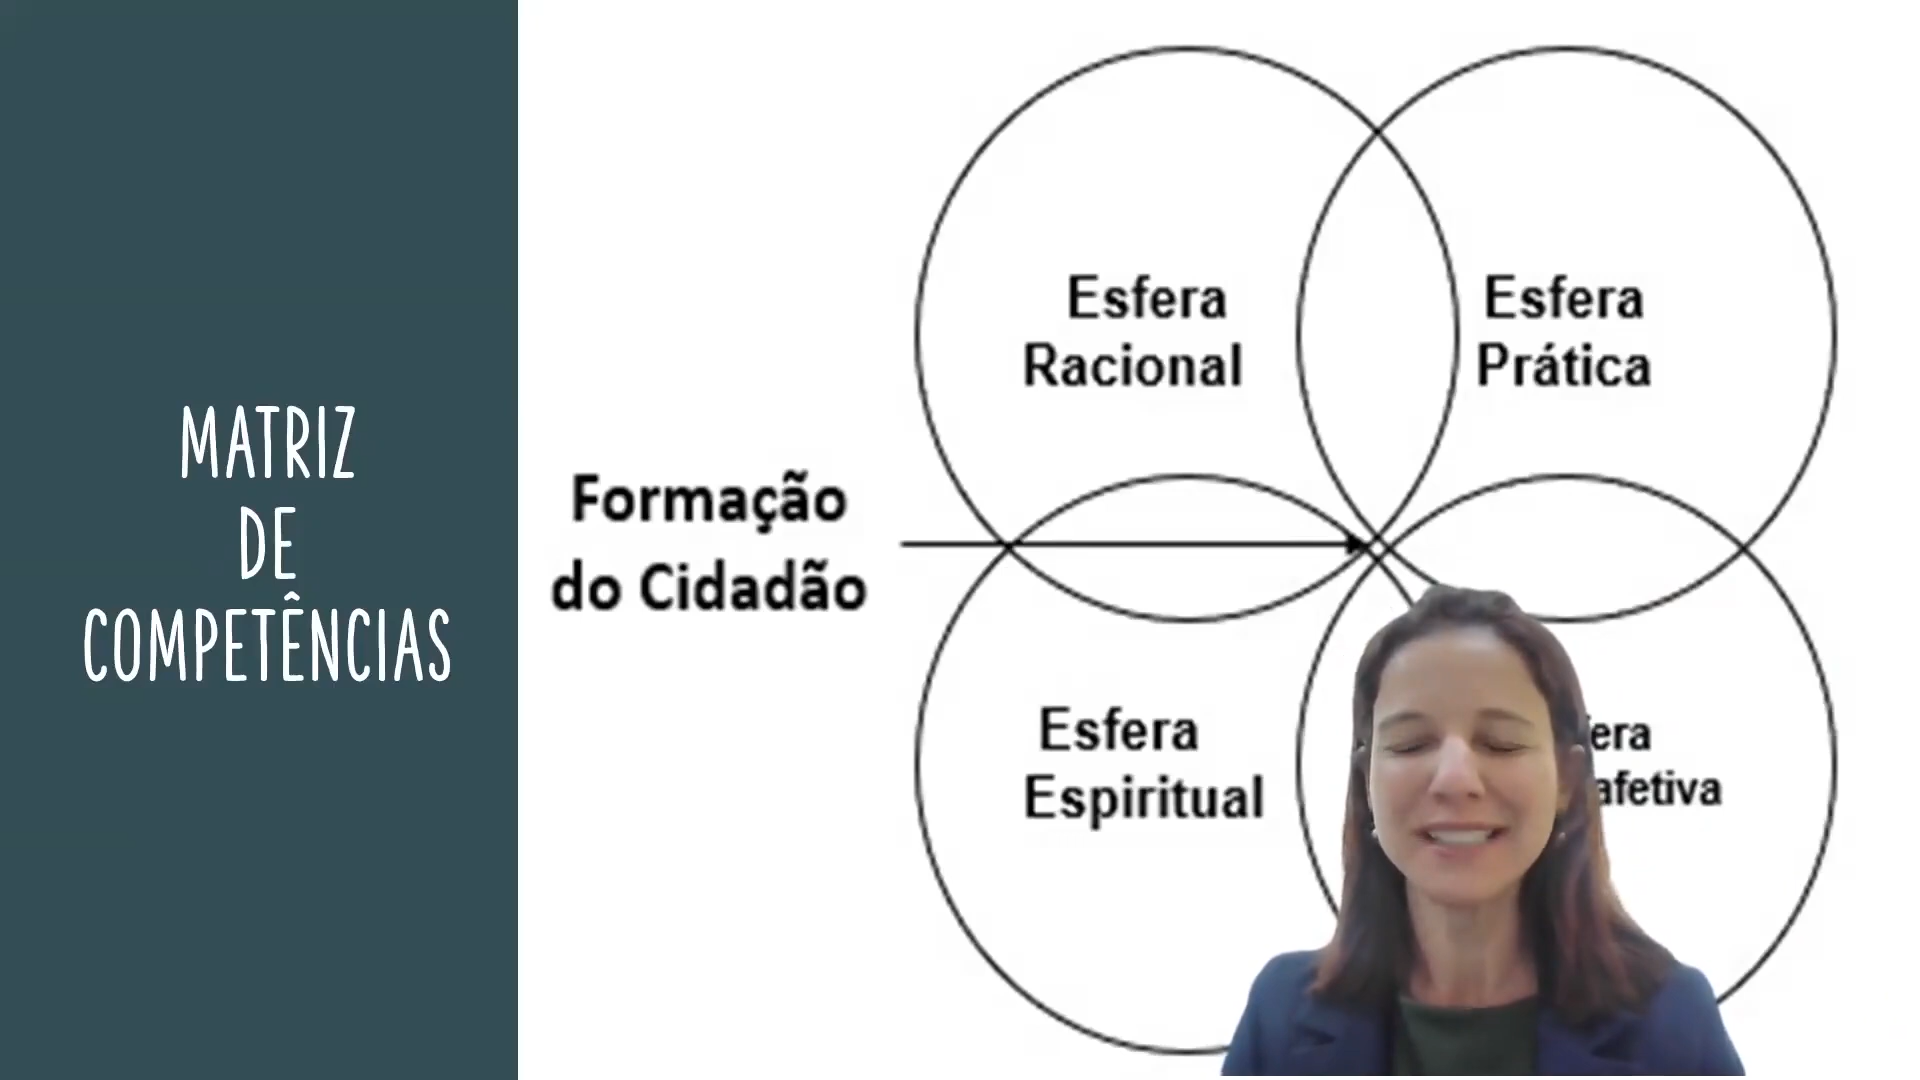 MATRIZ
DE
COMPETÊNCIAS
Formação
do Cidadão
Esfera
Racional
Esfera
Prática
Esfera
Espiritual